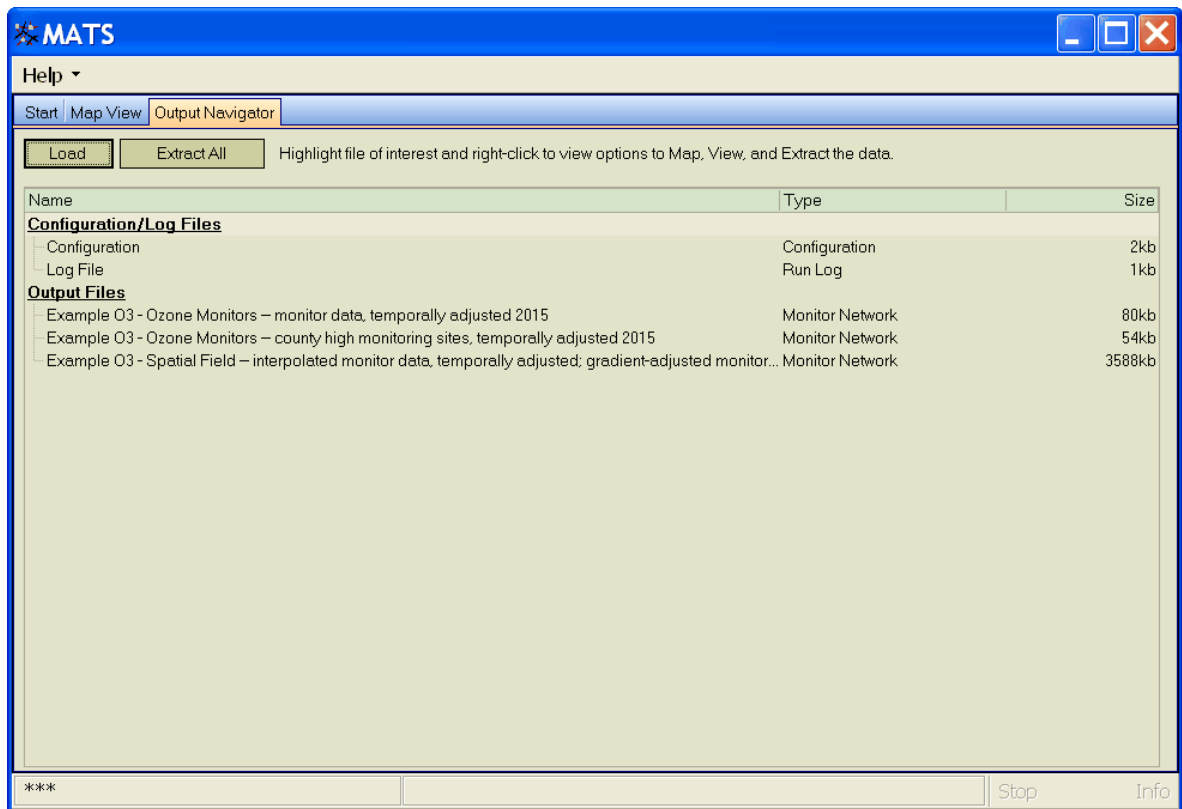 MATS
Help
Start Map View Output Navigator
Load Extract All Highlight file of interest and right-click to view options to Map, View, and Extract the data.
Name Type Size
Configuration/Log Files
Configuration Configuration 2kb
Log File Run Log 1kb
Output Files
Example O3 - Ozone Monitors – monitor data, temporally adjusted 2015 Monitor Network 80kb
Example O3 - Ozone Monitors – county high monitoring sites, temporally adjusted 2015 Monitor Network 54kb
Example O3 - Spatial Field – interpolated monitor data, temporally adjusted; gradient-adjusted monitor... Monitor Network 3588kb
*** Stop Info